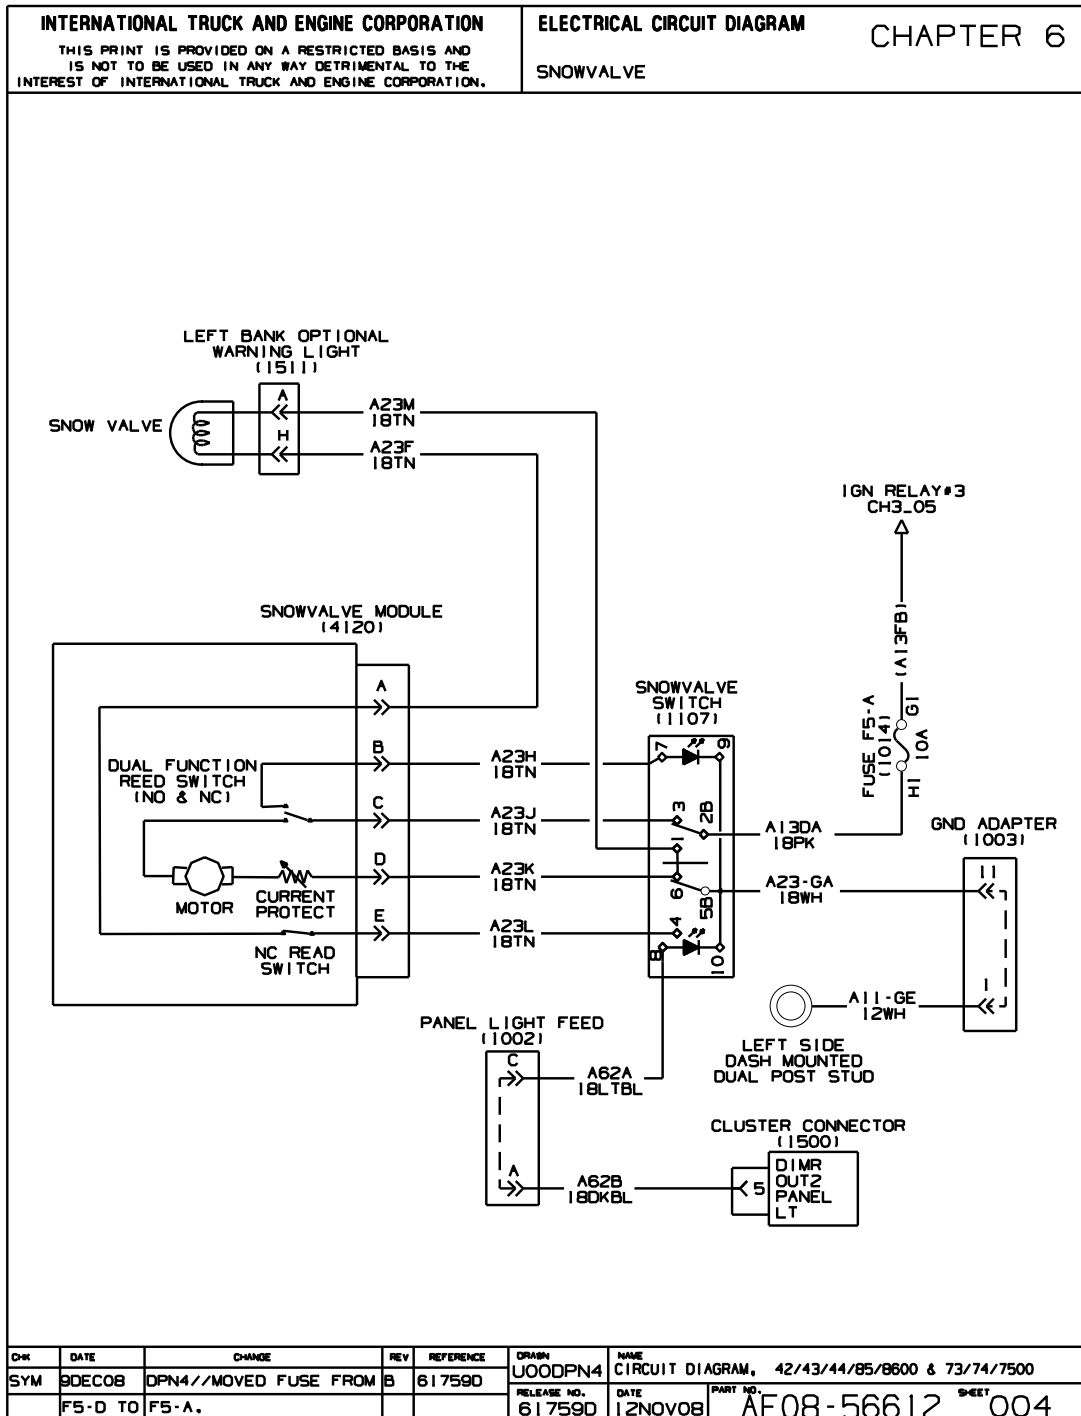 INTERNATIONAL TRUCK AND ENGINE CORPORATION
THIS PRINT IS PROVIDED ON A RESTRICTED BASIS AND
IS NOT TO BE USED IN ANY WAY DETRIMENTAL TO THE
INTEREST OF INTERNATIONAL TRUCK AND ENGINE CORPORATION.
ELECTRICAL CIRCUIT DIAGRAM
SNOWVALVE
CHAPTER 6
LEFT BANK OPTIONAL
WARNING LIGHT
(1511)
SNOW VALVE
A
H
A23M
18TN
A23F
18TN
IGN RELAY#3
CH3_05
(A13FB)
FUSE F5-A
(1014)
G1
10A
H1
SNOWVALVE MODULE
(4120)
A
B
C
D
E
DUAL FUNCTION
REED SWITCH
(NO & NC)
MOTOR
CURRENT
PROTECT
NC READ
SWITCH
A23H
18TN
A23J
18TN
A23K
18TN
A23L
18TN
SNOWVALVE
SWITCH
(1107)
7
9
3
2B
1
6
5B
4
8
10
A13DA
18PK
A23-GA
18WH
GND ADAPTER
(1003)
11
1
A11-GE
12WH
LEFT SIDE
DASH MOUNTED
DUAL POST STUD
PANEL LIGHT FEED
(1002)
C
A
A62A
18LTBL
A62B
18DKBL
CLUSTER CONNECTOR
(1500)
5
DIMR
OUT2
PANEL
LT
CHK DATE CHANGE REV REFERENCE
SYM 9DEC08 DPN4//MOVED FUSE FROM B 61759D
F5-D TO F5-A.
DRAWN
U00DPN4
NAME
CIRCUIT DIAGRAM, 42/43/44/85/8600 & 73/74/7500
RELEASE NO.
61759D
DATE
12NOV08
PART NO.
AF08-56612
SHEET
004